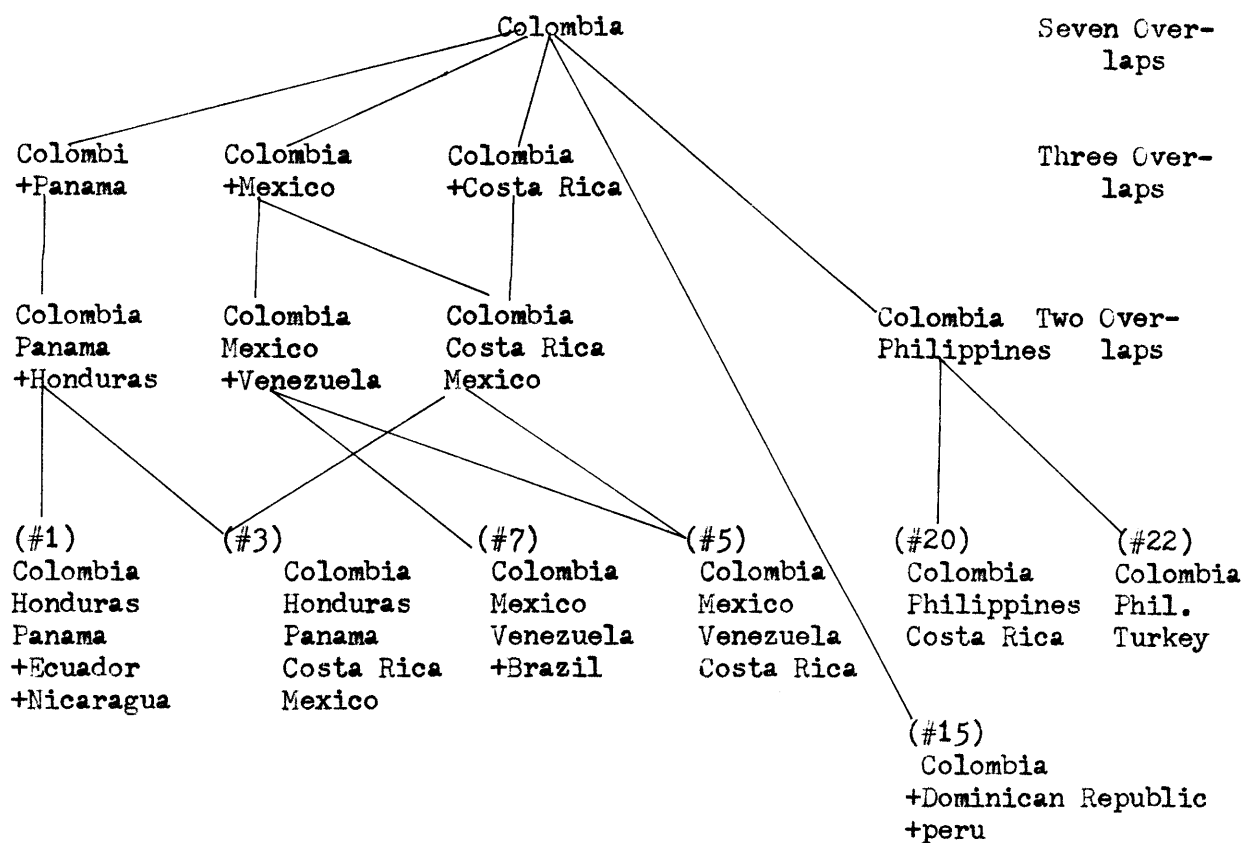 Colombia
Seven Over-
laps
Colombi
+Panama
Colombia
+Mexico
Colombia
+Costa Rica
Three Over-
laps
Colombia
Panama
+Honduras
Colombia
Mexico
+Venezuela
Colombia
Costa Rica
Mexico
Colombia
Philippines
Two Over-
laps
(#1)
Colombia
Honduras
Panama
+Ecuador
+Nicaragua
(#3)
Colombia
Honduras
Panama
Costa Rica
Mexico
(#7)
Colombia
Mexico
Venezuela
+Brazil
(#5)
Colombia
Mexico
Venezuela
Costa Rica
(#20)
Colombia
Philippines
Costa Rica
(#22)
Colombia
Phil.
Turkey
(#15)
Colombia
+Dominican Republic
+peru